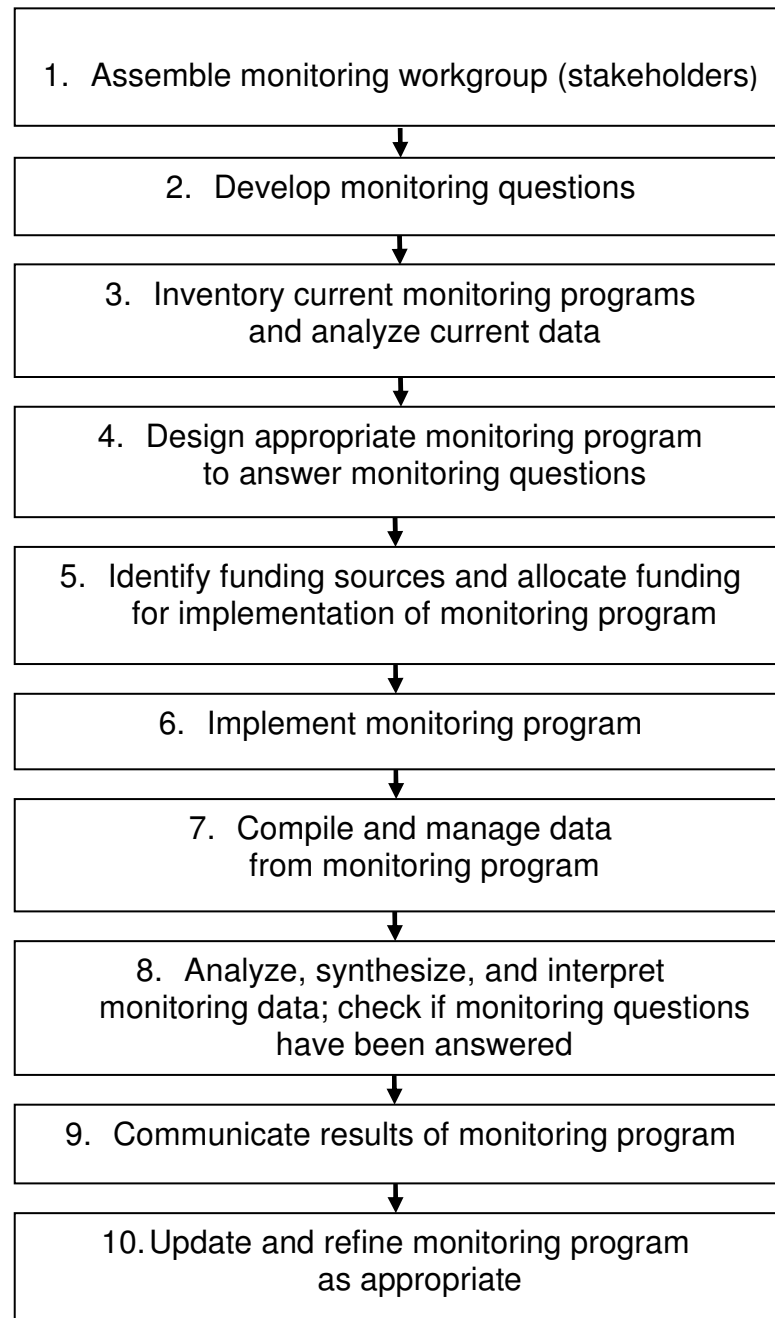 1. Assemble monitoring workgroup (stakeholders)
2. Develop monitoring questions
3. Inventory current monitoring programs
and analyze current data
4. Design appropriate monitoring program
to answer monitoring questions
5. Identify funding sources and allocate funding
for implementation of monitoring program
6. Implement monitoring program
7. Compile and manage data
from monitoring program
8. Analyze, synthesize, and interpret
monitoring data; check if monitoring questions
have been answered
9. Communicate results of monitoring program
10. Update and refine monitoring program
as appropriate